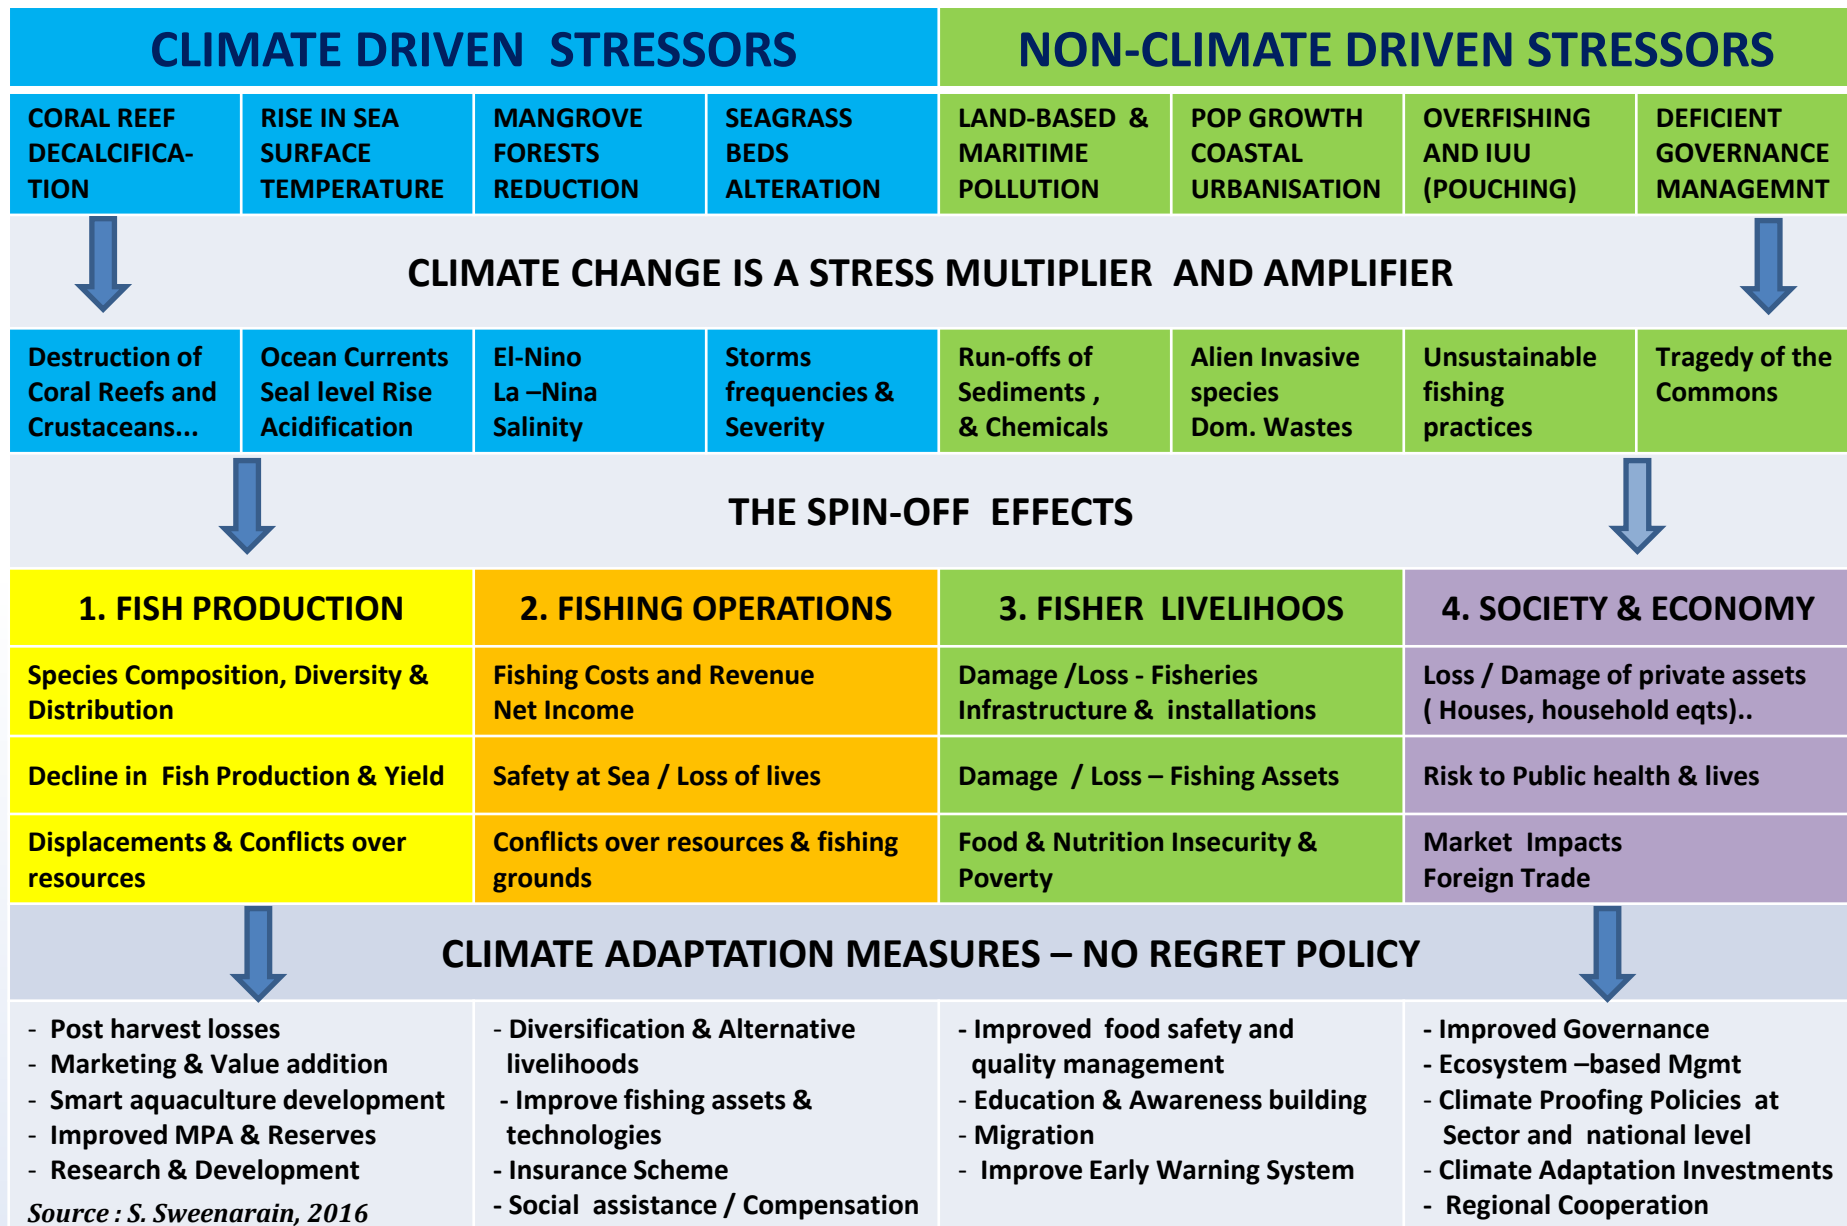 CLIMATE DRIVEN STRESSORS
NON-CLIMATE DRIVEN STRESSORS
CORAL REEF
DECALCIFICA-
TION
RISE IN SEA
SURFACE
TEMPERATURE
MANGROVE
FORESTS
REDUCTION
SEAGRASS
BEDS
ALTERATION
LAND-BASED &
MARITIME
POLLUTION
POP GROWTH
COASTAL
URBANISATION
OVERFISHING
AND IUU
(POUCHING)
DEFICIENT
GOVERNANCE
MANAGEMNT
CLIMATE CHANGE IS A STRESS MULTIPLIER AND AMPLIFIER
Destruction of
Coral Reefs and
Crustaceans...
Ocean Currents
Seal level Rise
Acidification
El-Nino
La –Nina
Salinity
Storms
frequencies &
Severity
Run-offs of
Sediments ,
& Chemicals
Alien Invasive
species
Dom. Wastes
Unsustainable
fishing
practices
Tragedy of the
Commons
THE SPIN-OFF EFFECTS
1. FISH PRODUCTION
2. FISHING OPERATIONS
3. FISHER LIVELIHOOS
4. SOCIETY & ECONOMY
Species Composition, Diversity &
Distribution
Fishing Costs and Revenue
Net Income
Damage /Loss - Fisheries
Infrastructure & installations
Loss / Damage of private assets
( Houses, household eqts)..
Decline in Fish Production & Yield
Safety at Sea / Loss of lives
Damage / Loss – Fishing Assets
Risk to Public health & lives
Displacements & Conflicts over
resources
Conflicts over resources & fishing
grounds
Food & Nutrition Insecurity &
Poverty
Market Impacts
Foreign Trade
CLIMATE ADAPTATION MEASURES – NO REGRET POLICY
- Post harvest losses
- Marketing & Value addition
- Smart aquaculture development
- Improved MPA & Reserves
- Research & Development
Source : S. Sweenarain, 2016
- Diversification & Alternative
livelihoods
- Improve fishing assets &
technologies
- Insurance Scheme
- Social assistance / Compensation
- Improved food safety and
quality management
- Education & Awareness building
- Migration
- Improve Early Warning System
- Improved Governance
- Ecosystem –based Mgmt
- Climate Proofing Policies at
Sector and national level
- Climate Adaptation Investments
- Regional Cooperation